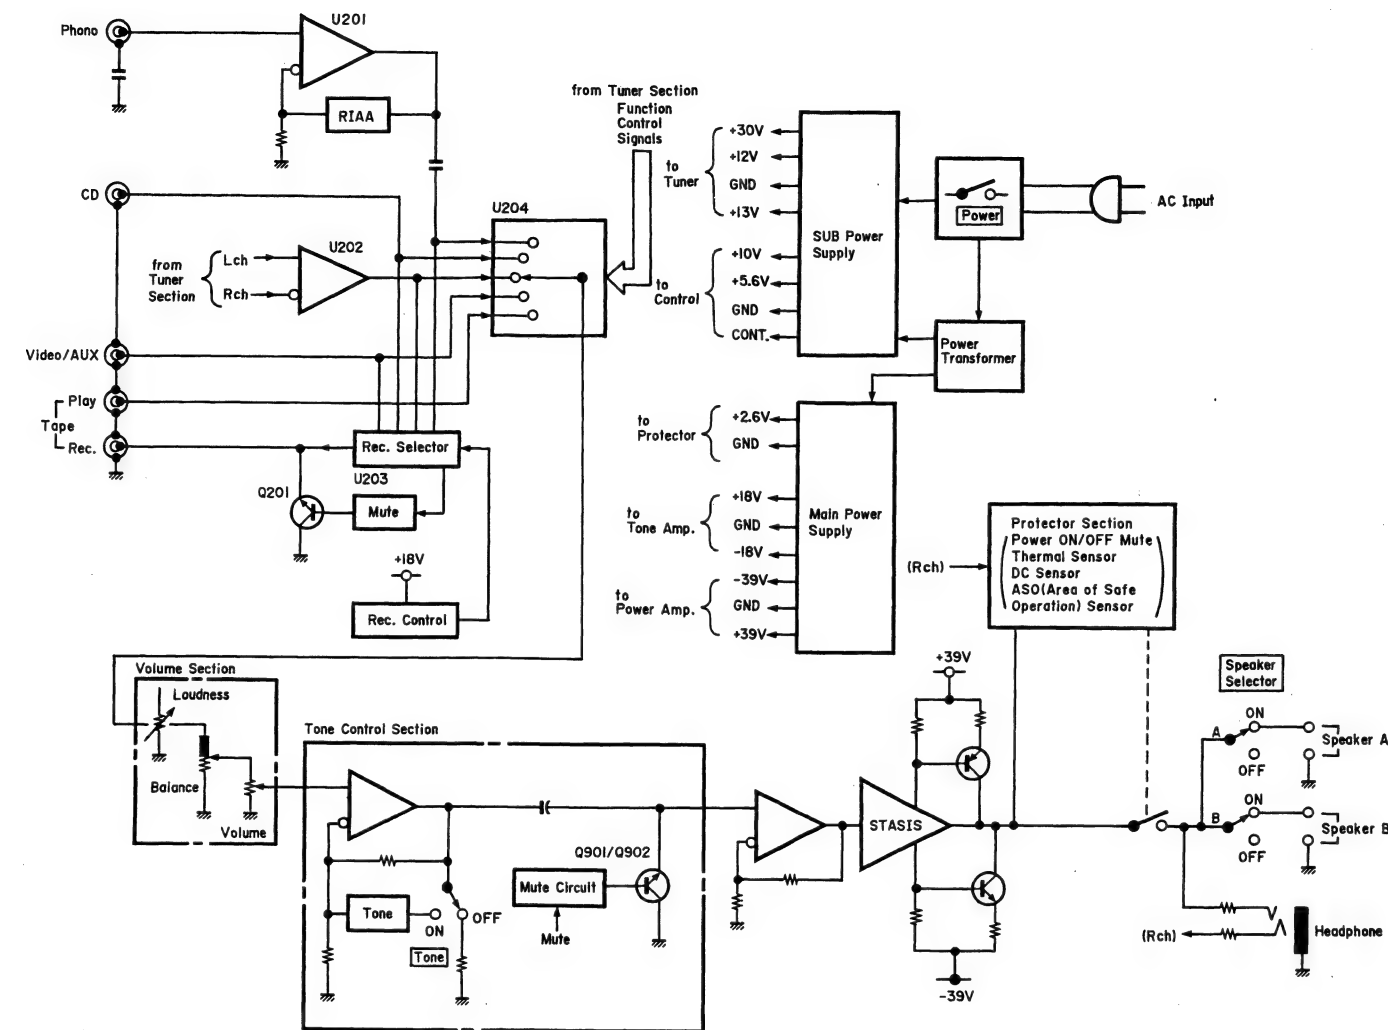 Phono
U201
RIAA
CD
from
Tuner
Section
Lch
Rch
U202
U204
from Tuner Section
Function
Control
Signals
Video/AUX
Tape
Play
Rec.
Rec. Selector
U203
Q201
Mute
+18V
Rec. Control
to
Tuner
+30V
+12V
GND
+13V
to
Control
+10V
+5.6V
GND
CONT.
SUB Power
Supply
Power
AC Input
Power
Transformer
to
Protector
+2.6V
GND
to
Tone Amp.
+18V
GND
-18V
to
Power Amp.
-39V
GND
+39V
Main Power
Supply
(Rch)
Protector Section
Power ON/OFF Mute
Thermal Sensor
DC Sensor
ASO(Area of Safe
Operation) Sensor
Volume Section
Loudness
Balance
Volume
Tone Control Section
Tone
ON
OFF
Tone
Q901/Q902
Mute Circuit
Mute
STASIS
+39V
-39V
Speaker
Selector
A
ON
OFF
Speaker A
B
ON
OFF
Speaker B
(Rch)
Headphone